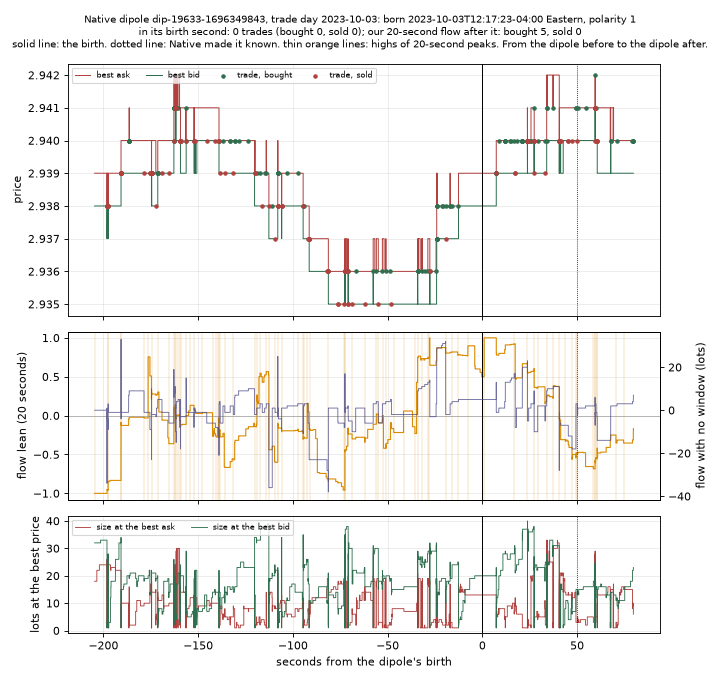 Native dipole dip-19633-1696349843, trade day 2023-10-03: born 2023-10-03T12:17:23-04:00 Eastern, polarity 1
in its birth second: 0 trades (bought 0, sold 0); our 20-second flow after it: bought 5, sold 0
solid line: the birth. dotted line: Native made it known. thin orange lines: highs of 20-second peaks. From the dipole before to the dipole after.
best ask best bid trade, bought trade, sold
2.942
2.941
2.940
2.939
2.938
2.937
2.936
2.935
price
1.0
0.5
0.0
−0.5
−1.0
flow lean (20 seconds)
20
0
−20
−40
flow with no window (lots)
size at the best ask size at the best bid
40
30
20
10
0
lots at the best price
−200 −150 −100 −50 0 50
seconds from the dipole's birth